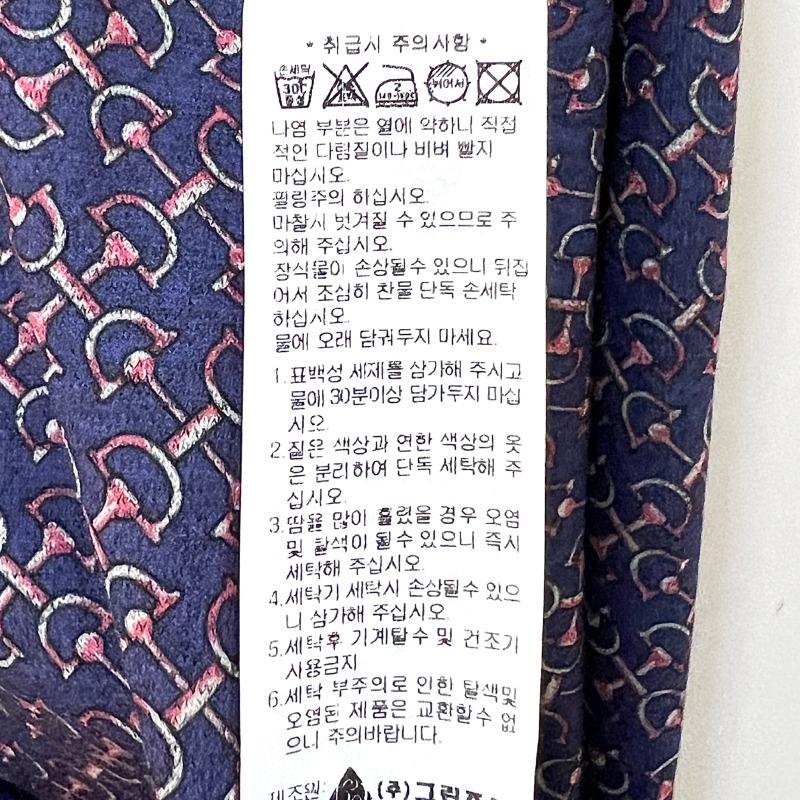 * 취급시 주의사항 *
손세탁
30℃
중성
2
140-160℃
케어서
나염 부분은 열에 약하니 직접
적인 다림질이나 비벼 빨지
마십시오.
필링주의 하십시오.
마찰시 벗겨질 수 있으므로 주
의해 주십시오.
장식물이 손상될수 있으니 뒤집
어서 조심히 찬물 단독 손세탁
하십시오.
물에 오래 담궈두지 마세요.
1. 표백성 세제를 삼가해 주시고
물에 30분이상 담가두지 마십
시오.
2. 짙은 색상과 연한 색상의 옷
은 분리하여 단독 세탁해 주
십시오.
3. 땀을 많이 흘렸을 경우 오염
및 탈색이 될수 있으니 즉시
세탁해 주십시오.
4. 세탁기 세탁시 손상될수 있으
니 삼가해 주십시오.
5. 세탁후 기계탈수 및 건조기
사용금지
6. 세탁 부주의로 인한 탈색및
오염된 제품은 교환할수 없
으니 주의바랍니다.
제조원: (주)그린